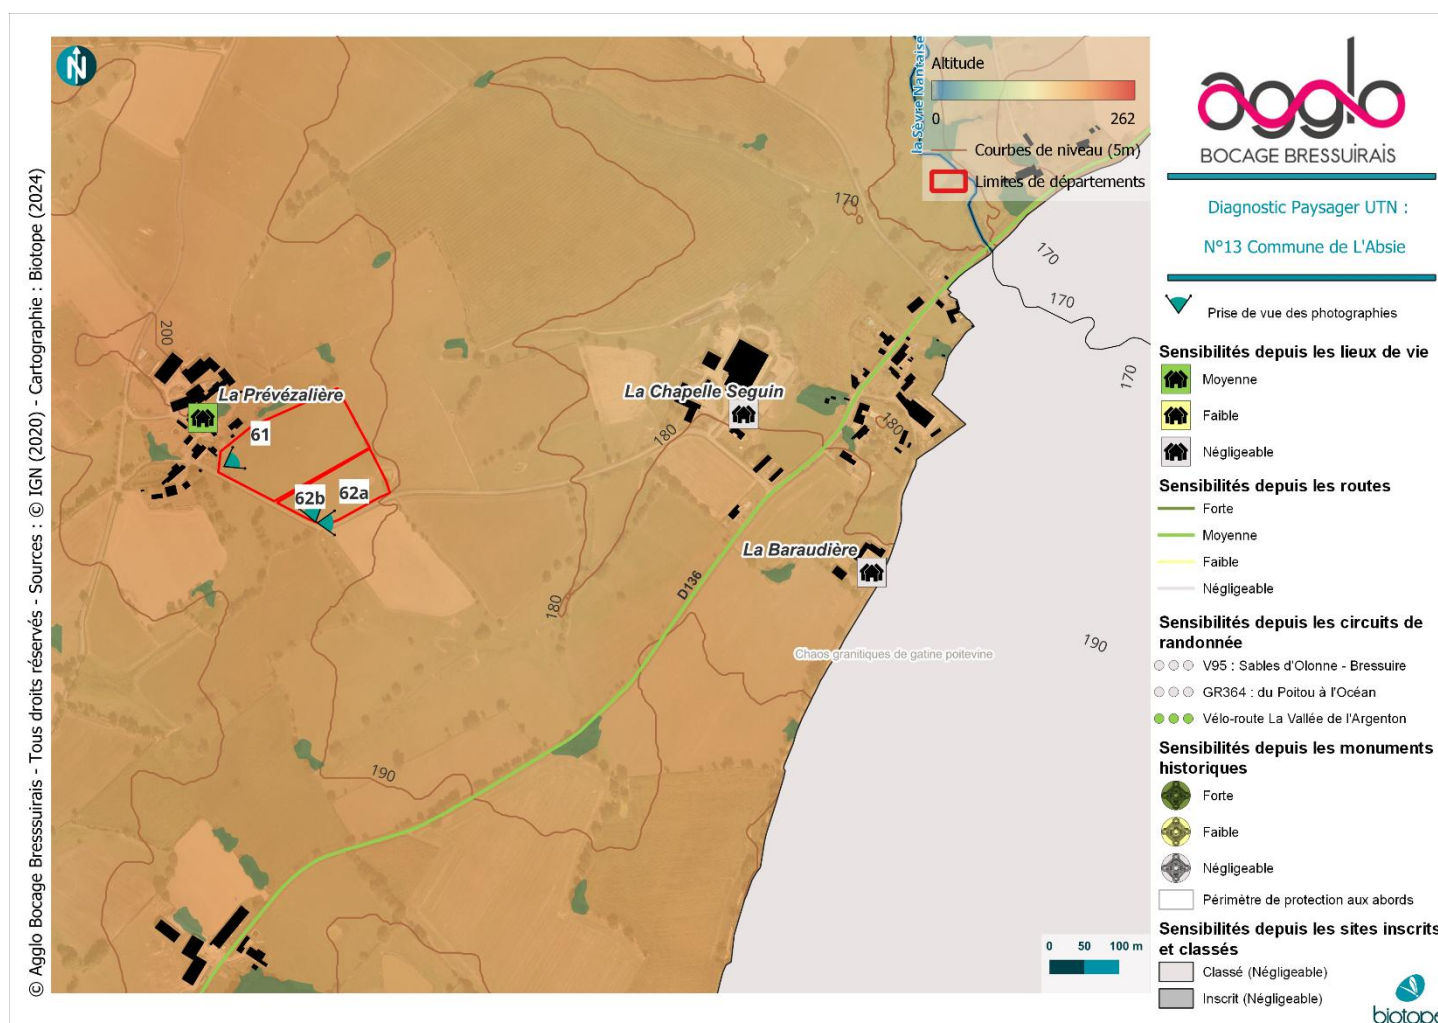 © Agglo Bocage Bresssuirais - Tous droits réservés - Sources : © IGN (2020) - Cartographie : Biotope (2024)
N
la Sèvre Nantaise
Altitude
0 262
Courbes de niveau (5m)
Limites de départements
170
170
170
170
200
La Prévézalière
61
62b
62a
La Chapelle Seguin
180
180
La Baraudière
D136
180
Chaos granitiques de gatine poitevine
190
190
0 50 100 m
agglo
BOCAGE BRESSUIRAIS
Diagnostic Paysager UTN :
N°13 Commune de L'Absie
Prise de vue des photographies
Sensibilités depuis les lieux de vie
Moyenne
Faible
Négligeable
Sensibilités depuis les routes
Forte
Moyenne
Faible
Négligeable
Sensibilités depuis les circuits de
randonnée
V95 : Sables d'Olonne - Bressuire
GR364 : du Poitou à l'Océan
Vélo-route La Vallée de l'Argenton
Sensibilités depuis les monuments
historiques
Forte
Faible
Négligeable
Périmètre de protection aux abords
Sensibilités depuis les sites inscrits
et classés
Classé (Négligeable)
Inscrit (Négligeable)
biotope